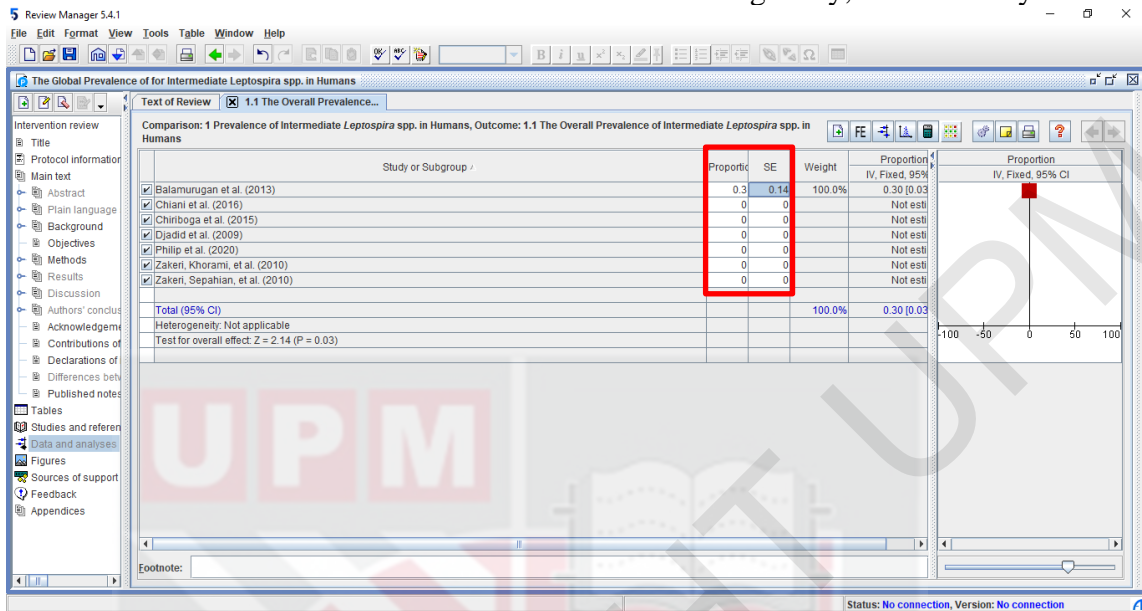 Review Manager 5.4.1
File Edit Format View Tools Table Window Help
The Global Prevalence of for Intermediate Leptospira spp. in Humans
Text of Review 1.1 The Overall Prevalence...
Intervention review
Title
Protocol information
Main text
Abstract
Plain language
Background
Objectives
Methods
Results
Discussion
Authors' conclus
Acknowledgeme
Contributions of
Declarations of
Differences betw
Published notes
Tables
Studies and referen
Data and analyses
Figures
Sources of support
Feedback
Appendices
Comparison: 1 Prevalence of Intermediate Leptospira spp. in Humans, Outcome: 1.1 The Overall Prevalence of Intermediate Leptospira spp. in
Humans
FE
Study or Subgroup Proportic SE Weight Proportion Proportion
IV, Fixed, 95% IV, Fixed, 95% CI
Balamurugan et al. (2013) 0.3 0.14 100.0% 0.30 [0.03
Chiani et al. (2016) 0 0 Not esti
Chiriboga et al. (2015) 0 0 Not esti
Djadid et al. (2009) 0 0 Not esti
Philip et al. (2020) 0 0 Not esti
Zakeri, Khorami, et al. (2010) 0 0 Not esti
Zakeri, Sepahian, et al. (2010) 0 0 Not esti
Total (95% CI) 100.0% 0.30 [0.03
Heterogeneity: Not applicable
Test for overall effect: Z = 2.14 (P = 0.03)
-100 -50 0 50 100
UPM
T UPM
Footnote:
Status: No connection, Version: No connection